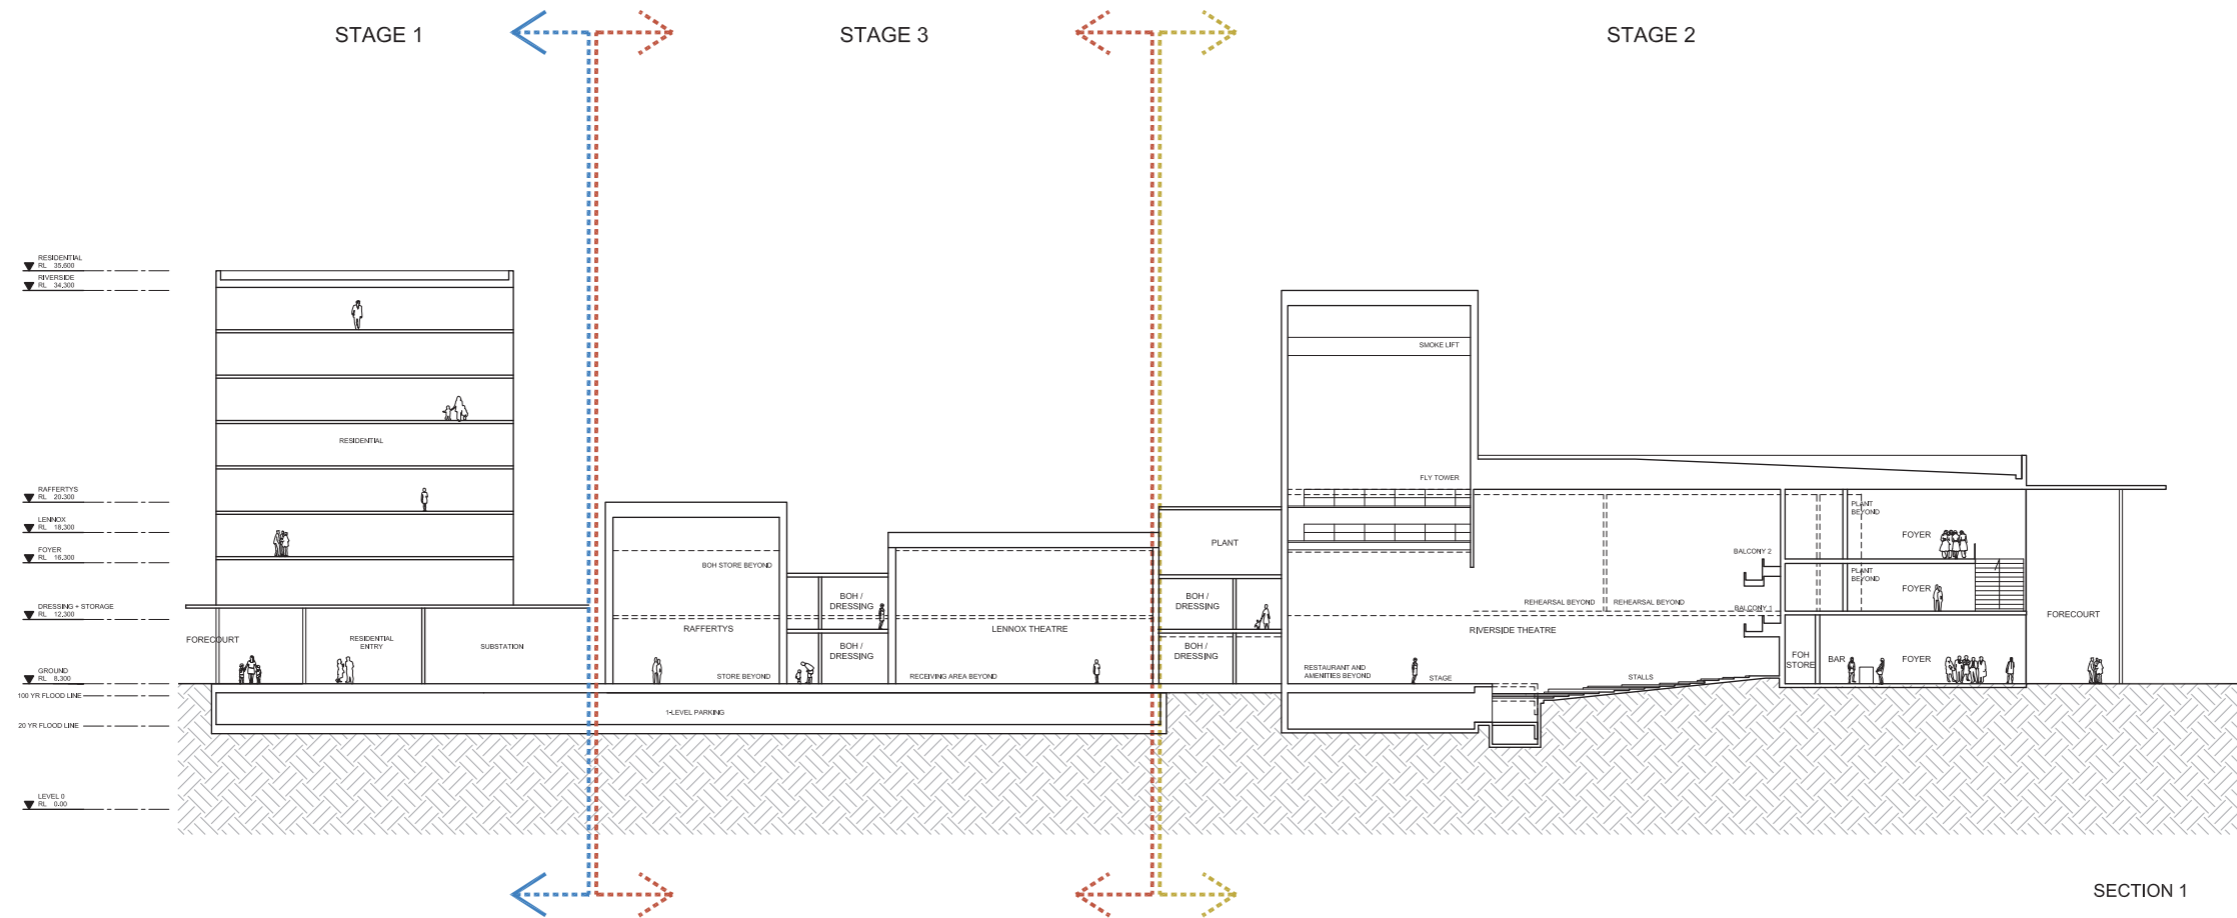 STAGE 1
STAGE 3
STAGE 2
RESIDENTIAL
RL 35,600
RIVERSIDE
RL 34,300
SMOKE LIFT
RESIDENTIAL
FLY TOWER
RAFFERTYS
RL 20,300
LENNOX
RL 18,300
FOYER
RL 16,300
DRESSING + STORAGE
RL 12,300
GROUND
RL 8,300
100 YR FLOOD LINE
20 YR FLOOD LINE
LEVEL 0
RL 0.00
FORECOURT
RESIDENTIAL
ENTRY
SUBSTATION
BOH STORE BEYOND
RAFFERTYS
STORE BEYOND
BOH /
DRESSING
BOH /
DRESSING
LENNOX THEATRE
RECEIVING AREA BEYOND
1-LEVEL PARKING
PLANT
BOH /
DRESSING
BOH /
DRESSING
RESTAURANT AND
AMENITIES BEYOND
STAGE
RIVERSIDE THEATRE
REHEARSAL BEYOND
REHEARSAL BEYOND
STALLS
BALCONY 2
BALCONY 1
PLANT
BEYOND
FOYER
PLANT
BEYOND
FOYER
FOH
STORE
BAR
FOYER
FORECOURT
SECTION 1